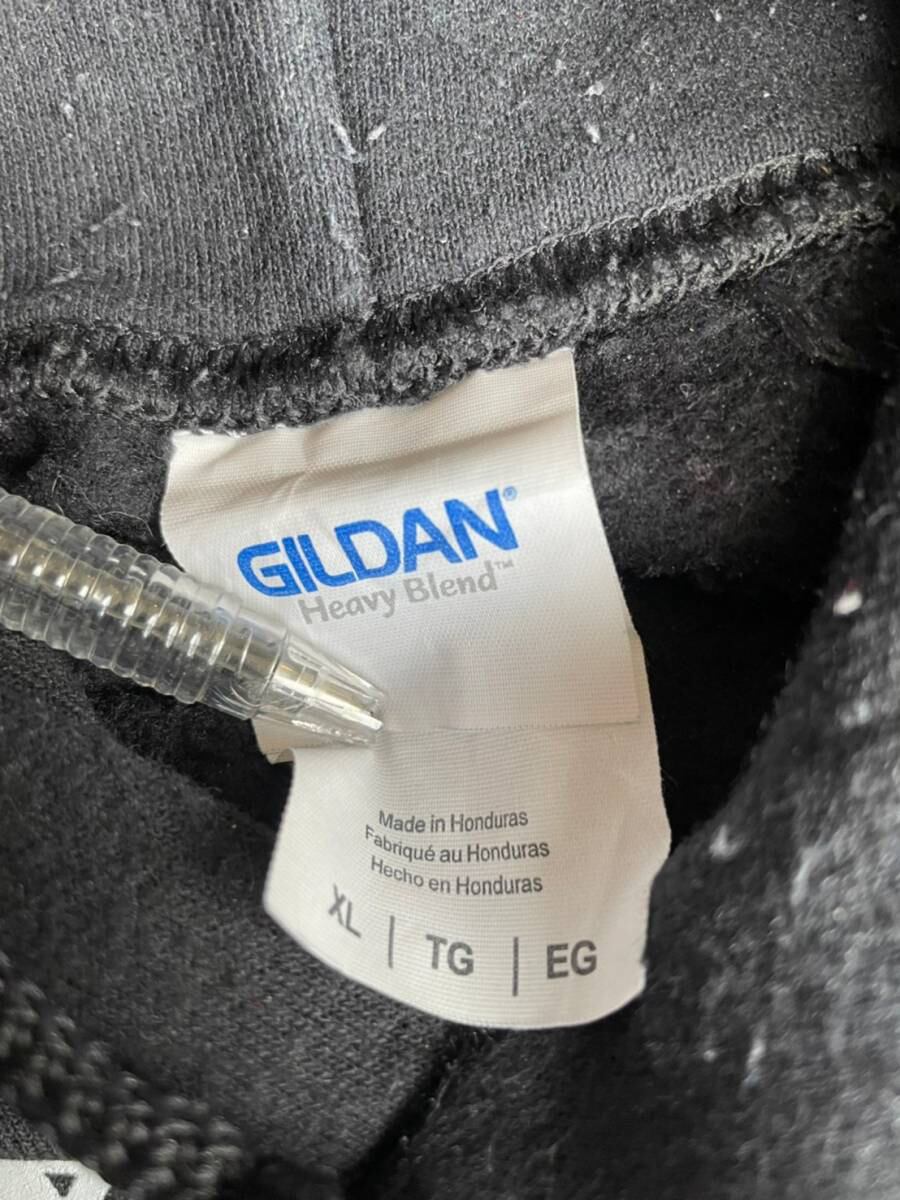 GILDAN®
Heavy Blend™
Made in Honduras
Fabriqué au Honduras
Hecho en Honduras
XL | TG | EG